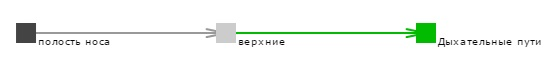 полость носа
верхние
Дыхательные пути